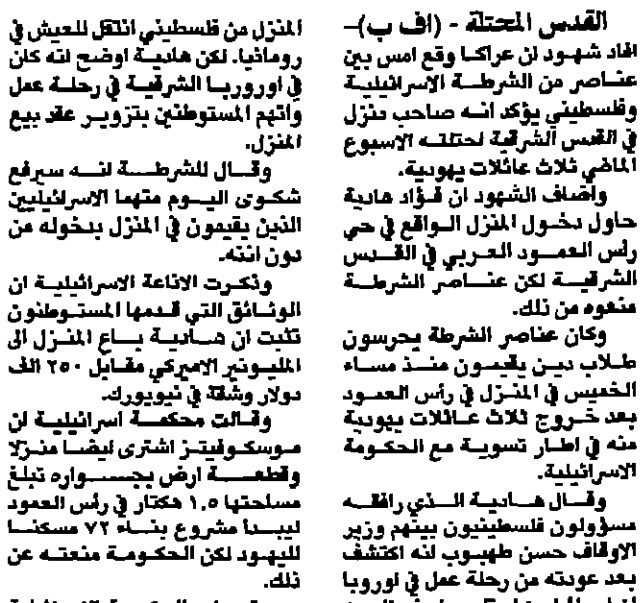 القدس المحتلة - (اف ب)–
افاد شهود ان عراكا وقع امس بين
عناصر من الشرطة الاسرائيلية
وفلسطيني يؤكد انه صاحب منزل
في القدس الشرقية احتلته الاسبوع
الماضي ثلاث عائلات يهودية.
واضاف الشهود ان فؤاد هادية
حاول دخول المنزل الواقع في حي
رأس العمود العربي في القدس
الشرقية لكن عناصر الشرطة
منعوه من ذلك.
وكان عناصر الشرطة يحرسون
طلاب دين يقيمون منذ مساء
الخميس في المنزل في رأس العمود
بعد خروج ثلاث عائلات يهودية
منه في اطار تسوية مع الحكومة
الاسرائيلية.
وقال هادية الذي رافقه
مسؤولون فلسطينيون بينهم وزير
الاوقاف حسن طهبوب انه اكتشف
بعد عودته من رحلة عمل في اوروبا
المنزل من فلسطيني انتقل للعيش في
رومانيا. لكن هادية اوضح انه كان
في اوروبا الشرقية في رحلة عمل
واتهم المستوطنين بتزوير عقد بيع
المنزل.
وقال للشرطة انه سيرفع
شكوى اليوم متهما الاسرائيليين
الذين يقيمون في المنزل بدخوله من
دون اذنه.
وذكرت الاذاعة الاسرائيلية ان
الوثائق التي قدمها المستوطنون
تثبت ان هادية باع المنزل الى
المليونير الاميركي مقابل ٢٥٠ الف
دولار وشقة في نيويورك.
وقالت محكمة اسرائيلية ان
موسكوفيتز اشترى ايضا منزلا
وقطعة ارض بجواره تبلغ
مساحتها ١,٥ هكتار في رأس العمود
ليبدأ مشروع بناء ٧٢ مسكنا
لليهود لكن الحكومة منعته عن
ذلك.